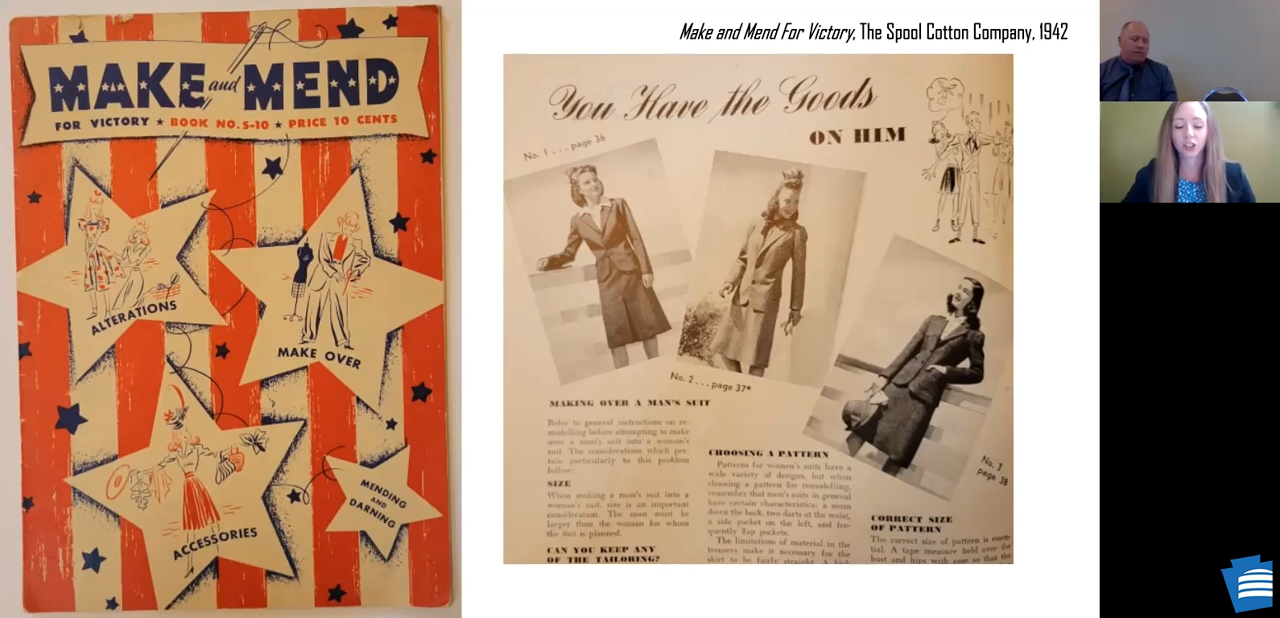 Make and Mend For Victory, The Spool Cotton Company, 1942
MAKE and MEND
FOR VICTORY ★ BOOK NO. S-10 ★ PRICE 10 CENTS
ALTERATIONS
MAKE OVER
ACCESSORIES
MENDING
AND
DARNING
You Have the Goods
ON HIM
No. 1 ... page 36
No. 2 ... page 37*
No. 3
page 38
MAKING OVER A MAN'S SUIT
Refer to general instructions on re-
modelling before attempting to make
over a man's suit into a woman's
suit. The considerations which per-
tain particularly to this problem
follow:
SIZE
When making a man's suit into a
woman's suit, size is an important
consideration. The man must be
larger than the woman for whom
the suit is planned.
CAN YOU KEEP ANY
OF THE TAILORING?
CHOOSING A PATTERN
Patterns for women's suits have a
wide variety of designs, but when
choosing a pattern for remodelling,
remember that men's suits in general
have certain characteristics: a seam
down the back, two darts at the waist,
a side pocket on the left, and fre-
quently flap pockets.
The limitations of material in the
trousers make it necessary for the
skirt to be fairly straight. A
CORRECT SIZE
OF PATTERN
The correct size of pattern is essen-
tial. A tape measure held over the
bust and hips with ease so that the